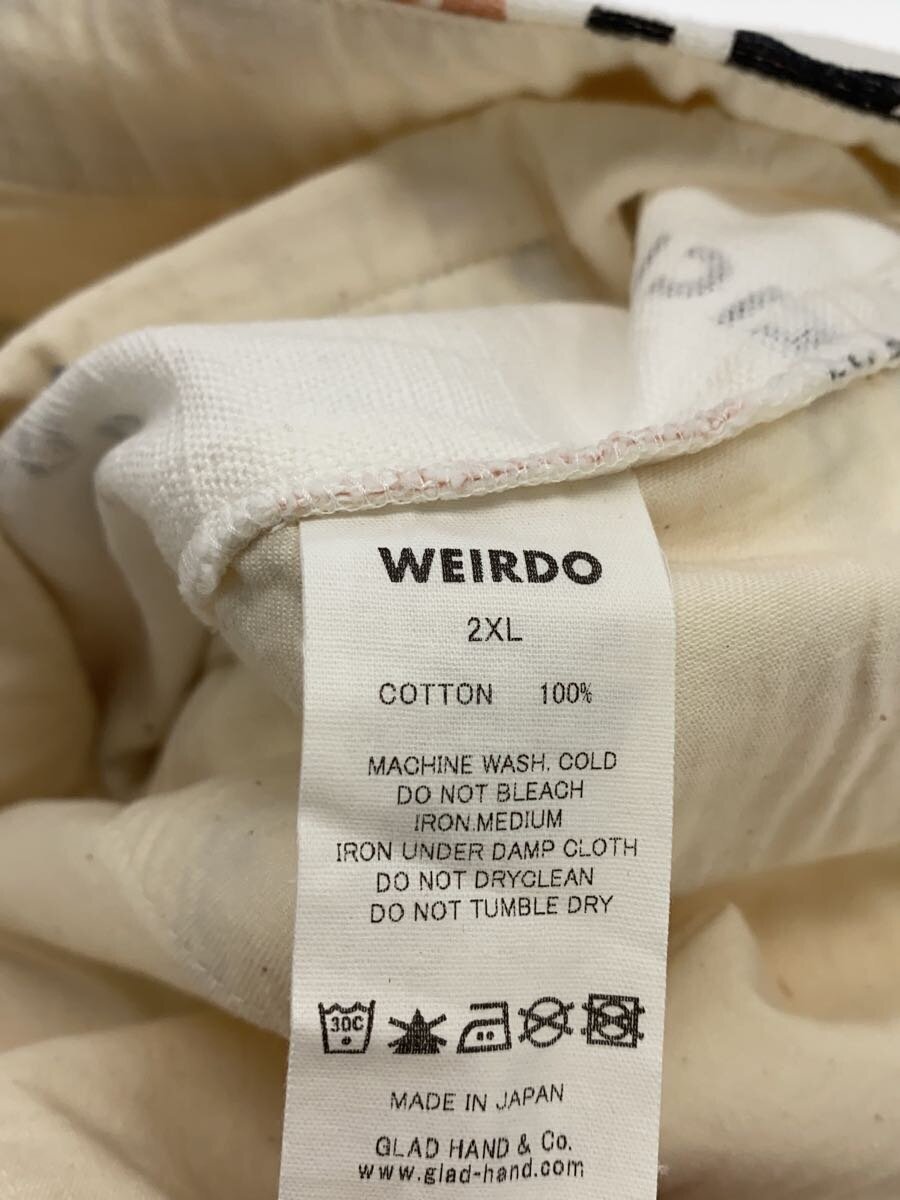 WEIRDO
2XL
COTTON 100%
MACHINE WASH. COLD
DO NOT BLEACH
IRON.MEDIUM
IRON UNDER DAMP CLOTH
DO NOT DRYCLEAN
DO NOT TUMBLE DRY
30C
MADE IN JAPAN
GLAD HAND & Co.
www.glad-hand.com